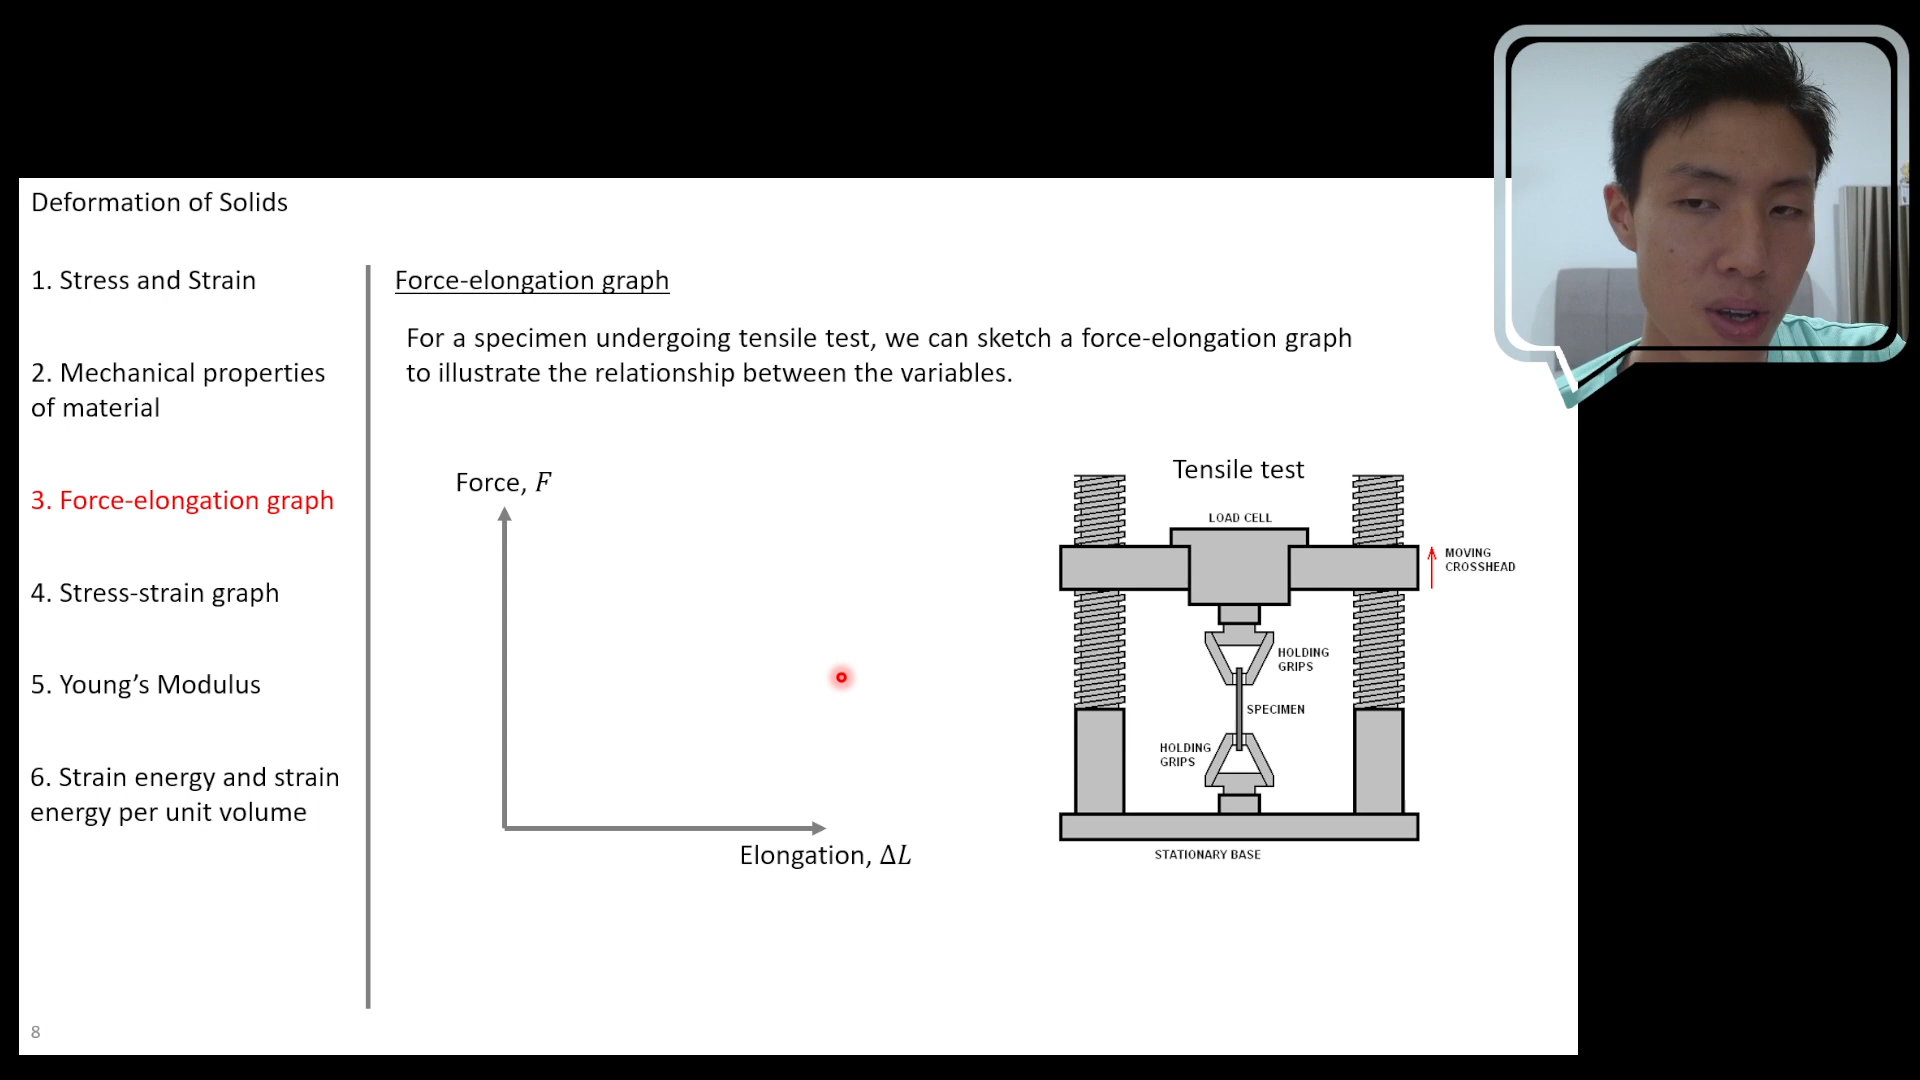 Deformation of Solids
1. Stress and Strain
2. Mechanical properties
of material
3. Force-elongation graph
4. Stress-strain graph
5. Young’s Modulus
6. Strain energy and strain
energy per unit volume
Force-elongation graph
For a specimen undergoing tensile test, we can sketch a force-elongation graph
to illustrate the relationship between the variables.
Force, F
Elongation, ΔL
Tensile test
LOAD CELL
MOVING
CROSSHEAD
HOLDING
GRIPS
SPECIMEN
HOLDING
GRIPS
STATIONARY BASE
8